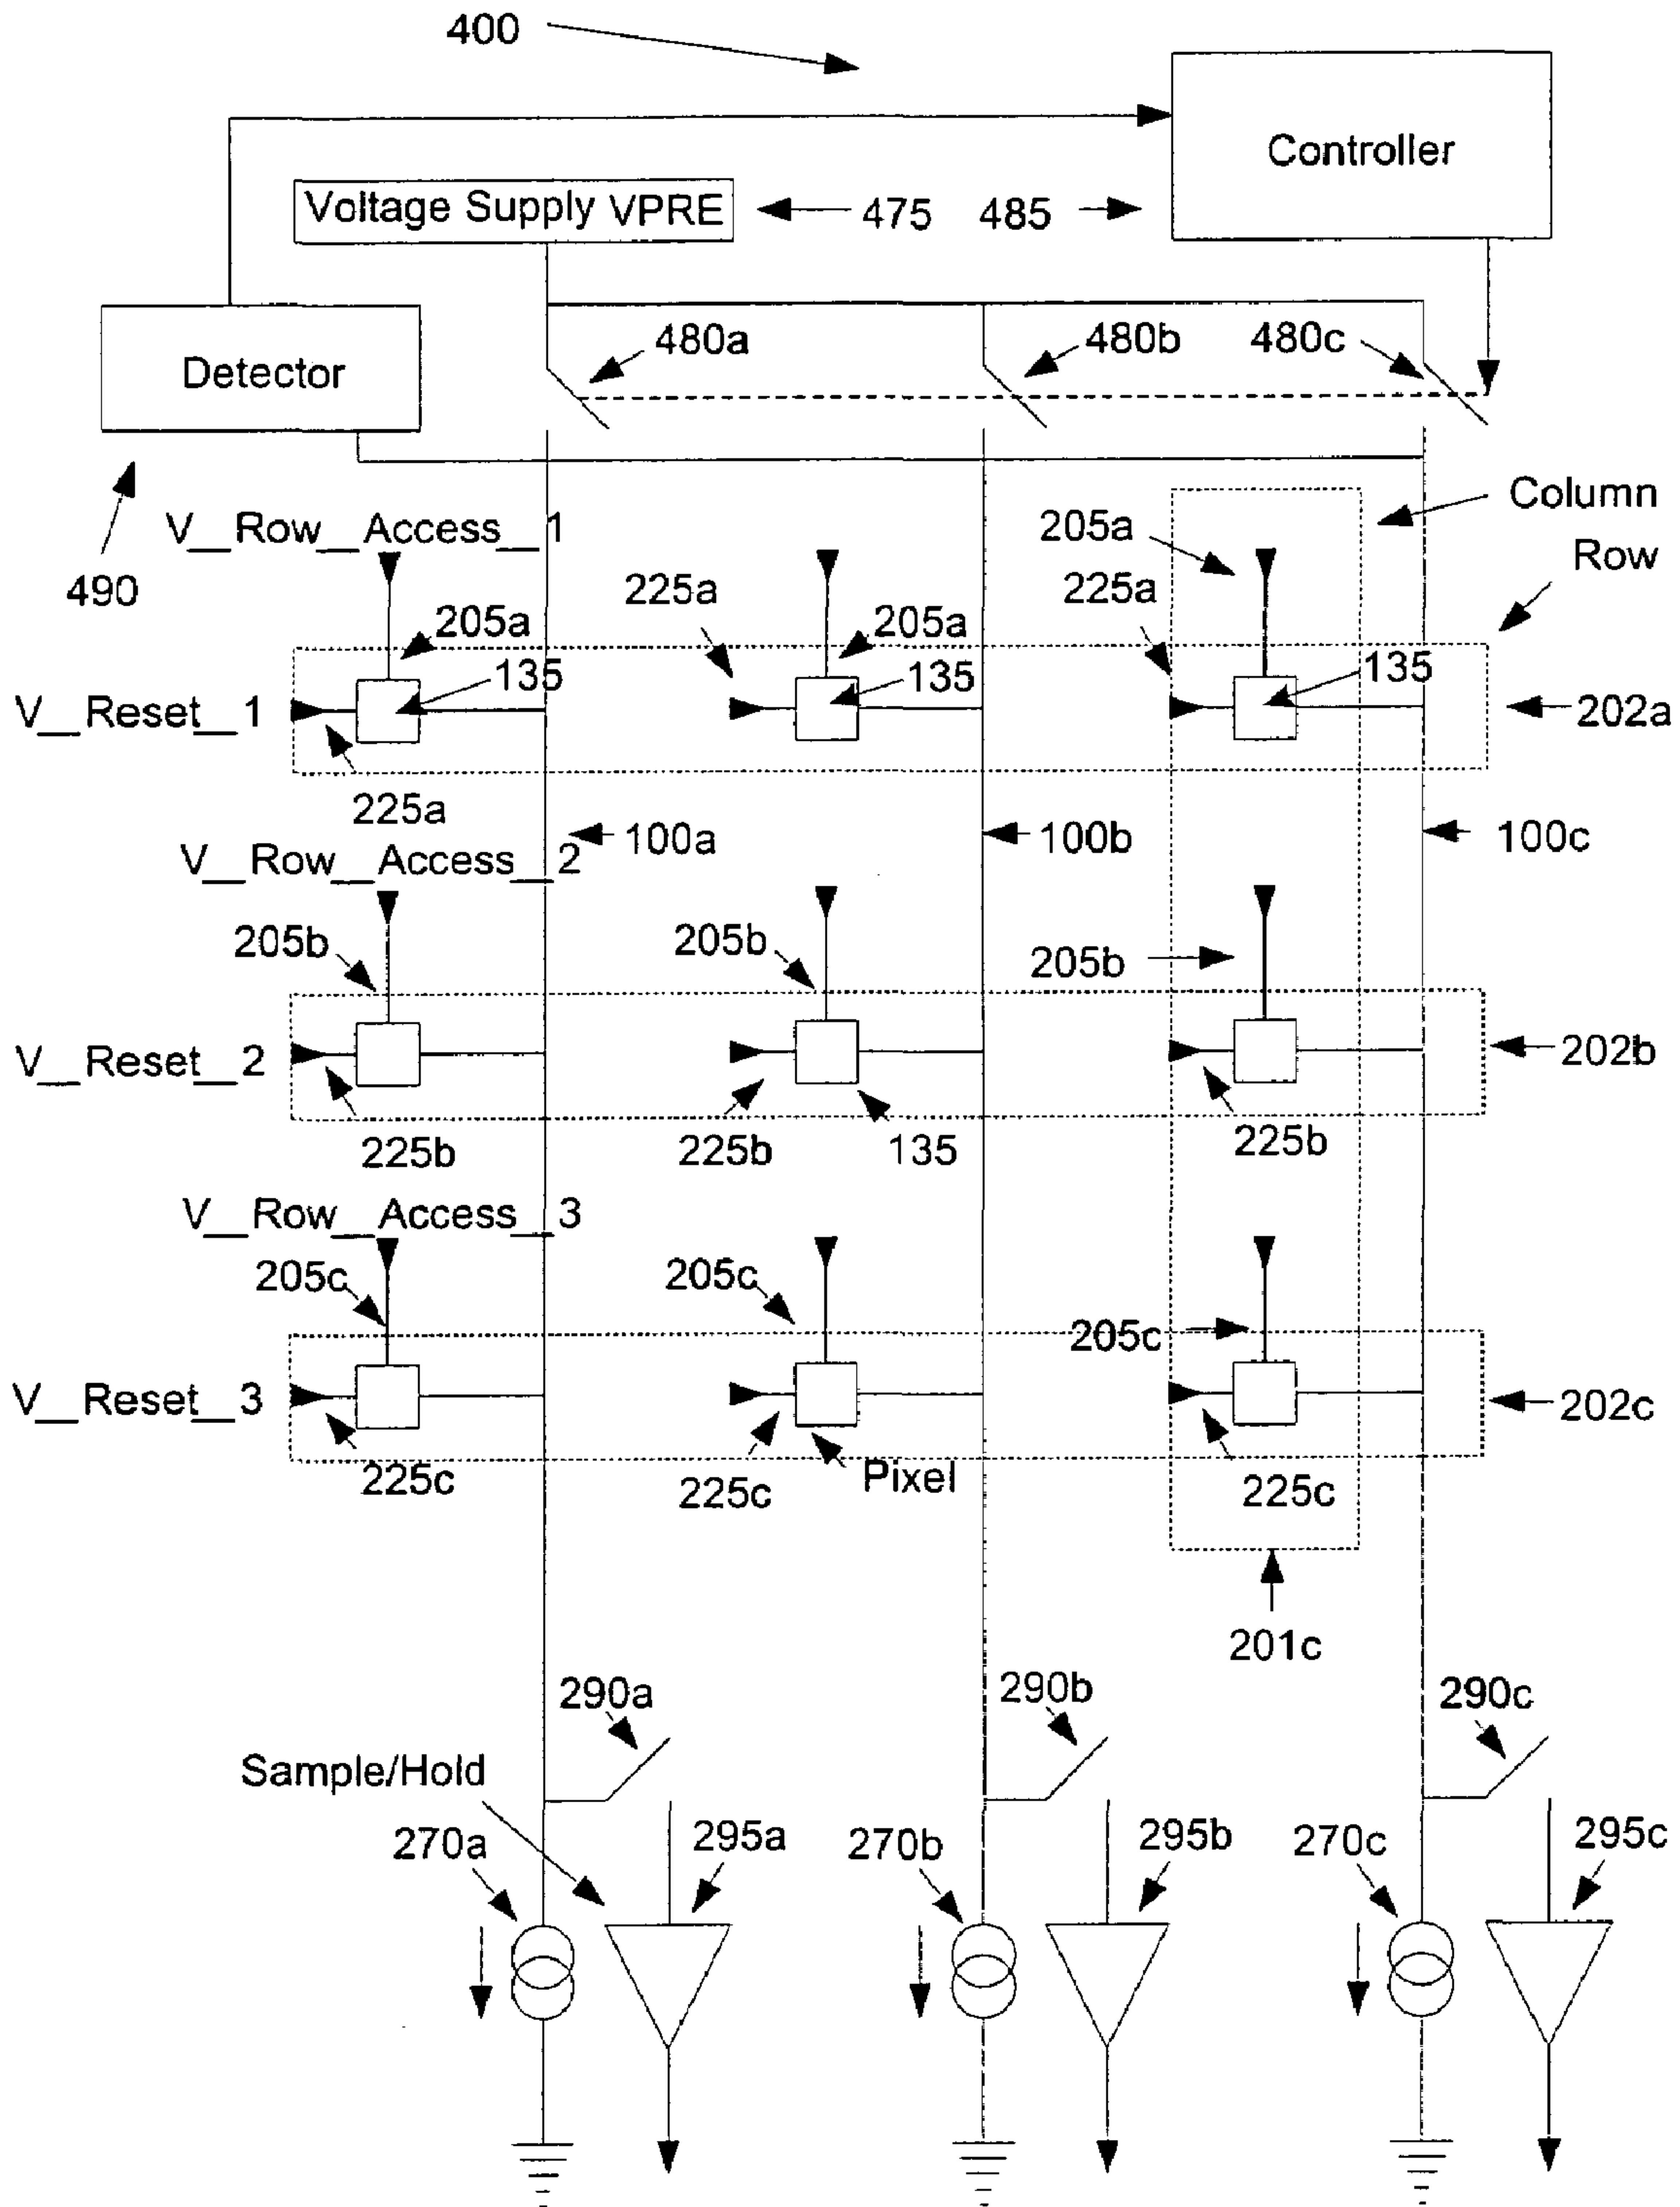 400
Controller
Voltage Supply VPRE
475
485
480a
480b
480c
Detector
490
Column
Row
V__Row__Access__1
205a
225a
225a
205a
205a
135
135
225a
135
V__Reset__1
202a
225a
100a
100b
100c
V__Row__Access__2
205b
205b
205b
V__Reset__2
202b
225b
225b
135
225b
V__Row__Access__3
205c
205c
205c
V__Reset__3
202c
225c
225c
Pixel
225c
201c
290a
290b
290c
Sample/Hold
270a
295a
270b
295b
270c
295c